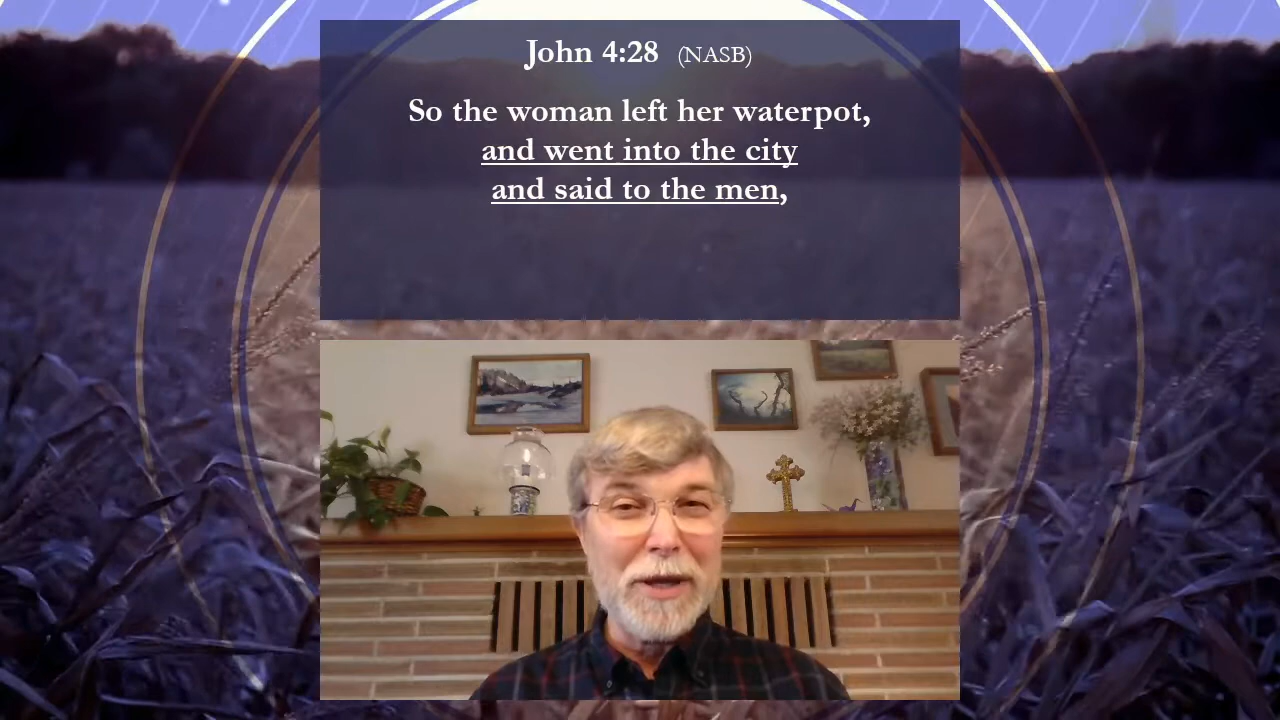 John 4:28 (NASB)
So the woman left her waterpot,
and went into the city
and said to the men,